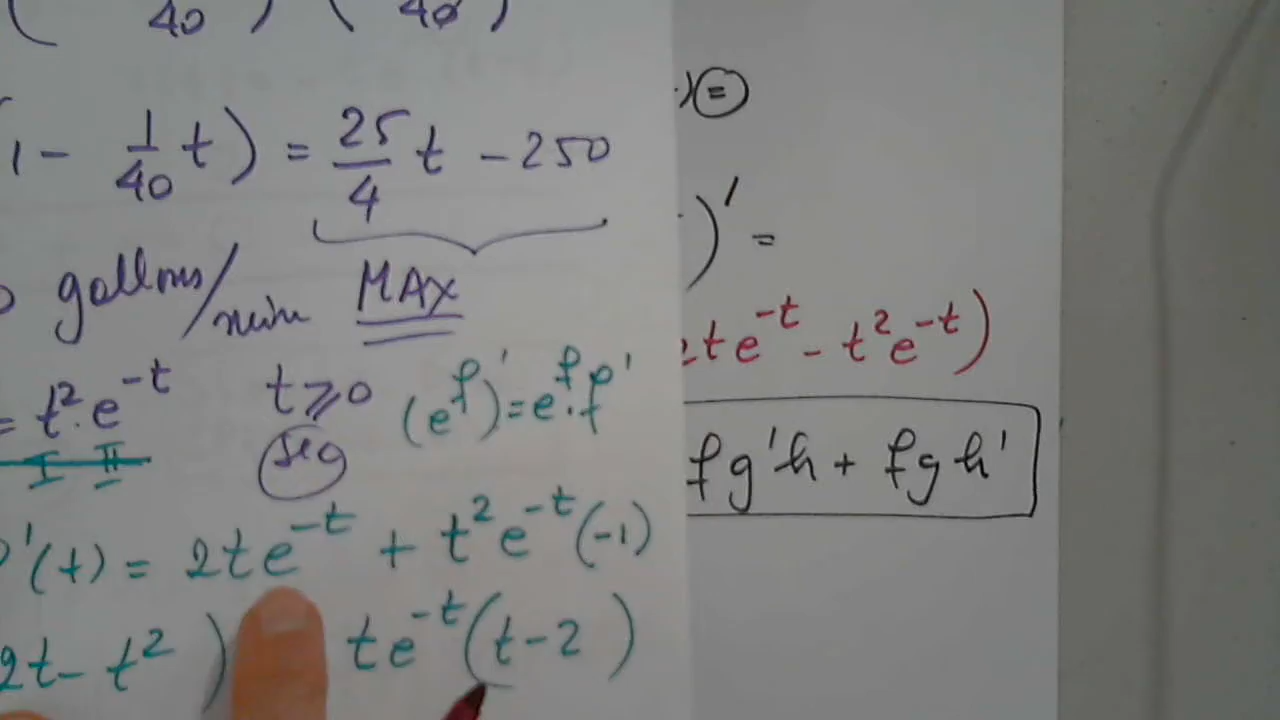 ( 40 ) ( 40 )
1 - 1/40 t) = 25/4 t - 250
gallons/min MAX
= t².e^-t t ≥ 0 (e^f)' = e^f.f'
I II seg
'(t) = 2te^-t + t²e^-t(-1)
2t - t² ) te^-t(t-2)
.) =
)' =
te^-t - t²e^-t)
fg'h + fgh'